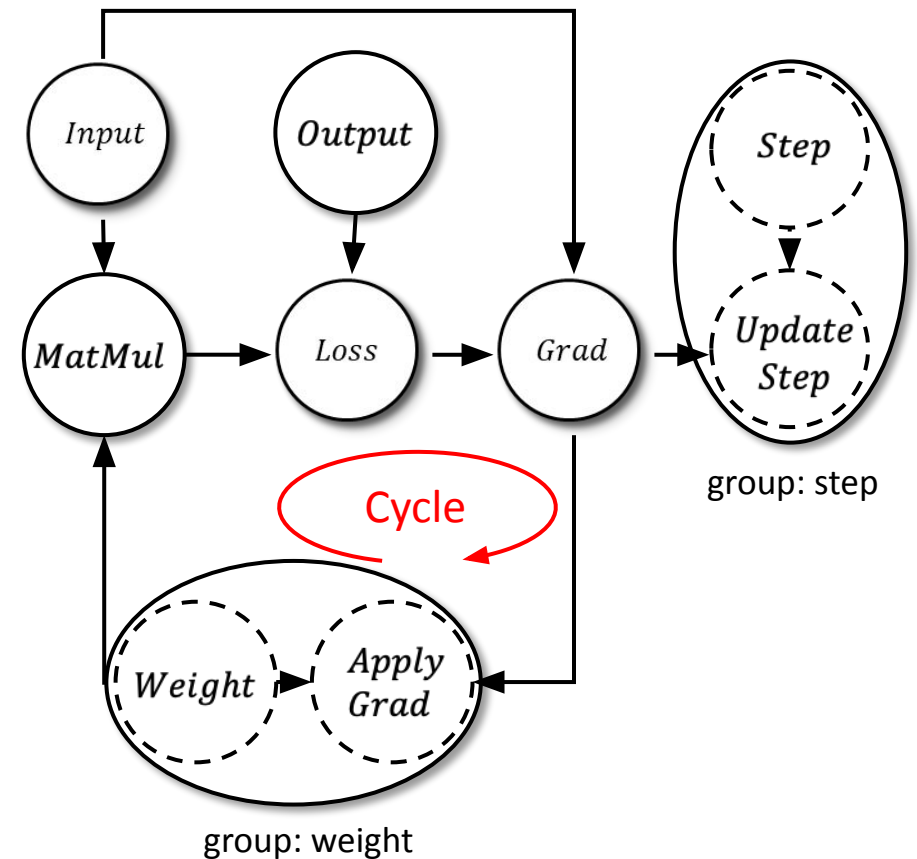 Input
Output
Step
MatMul
Loss
Grad
Update
Step
group: step
Cycle
Weight
Apply
Grad
group: weight